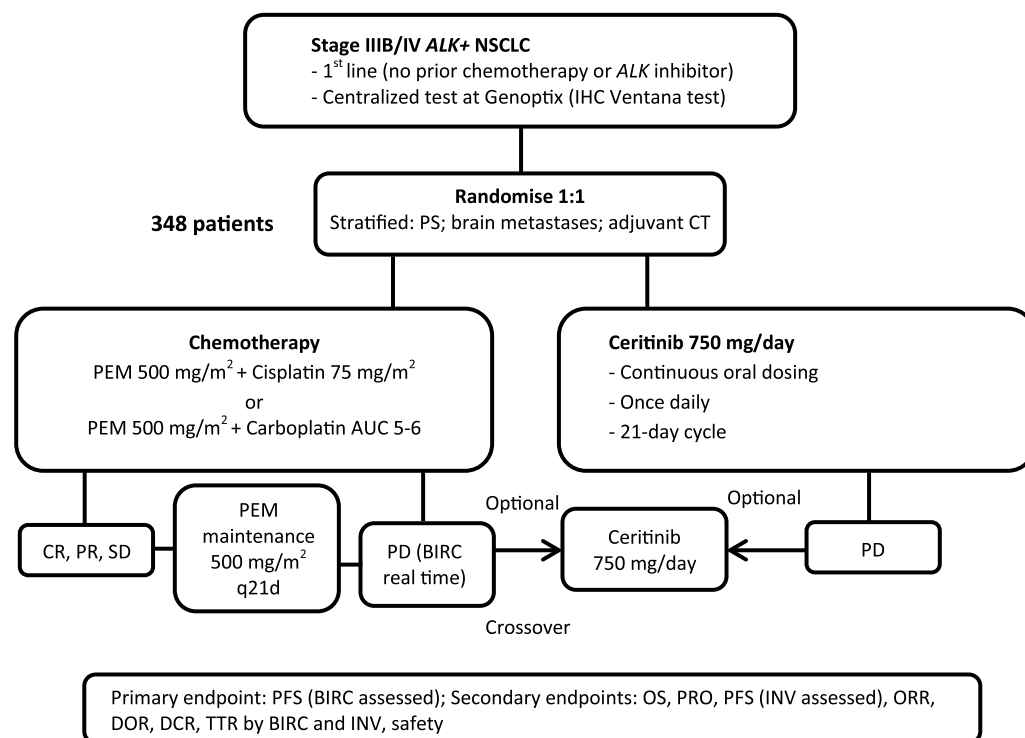 Stage IIIB/IV ALK+ NSCLC
- 1st line (no prior chemotherapy or ALK inhibitor)
- Centralized test at Genoptix (IHC Ventana test)
348 patients
Randomise 1:1
Stratified: PS; brain metastases; adjuvant CT
Chemotherapy
PEM 500 mg/m2 + Cisplatin 75 mg/m2
or
PEM 500 mg/m2 + Carboplatin AUC 5-6
Ceritinib 750 mg/day
- Continuous oral dosing
- Once daily
- 21-day cycle
CR, PR, SD
PEM
maintenance
500 mg/m2
q21d
PD (BIRC
real time)
Optional
Crossover
Ceritinib
750 mg/day
Optional
PD
Primary endpoint: PFS (BIRC assessed); Secondary endpoints: OS, PRO, PFS (INV assessed), ORR,
DOR, DCR, TTR by BIRC and INV, safety